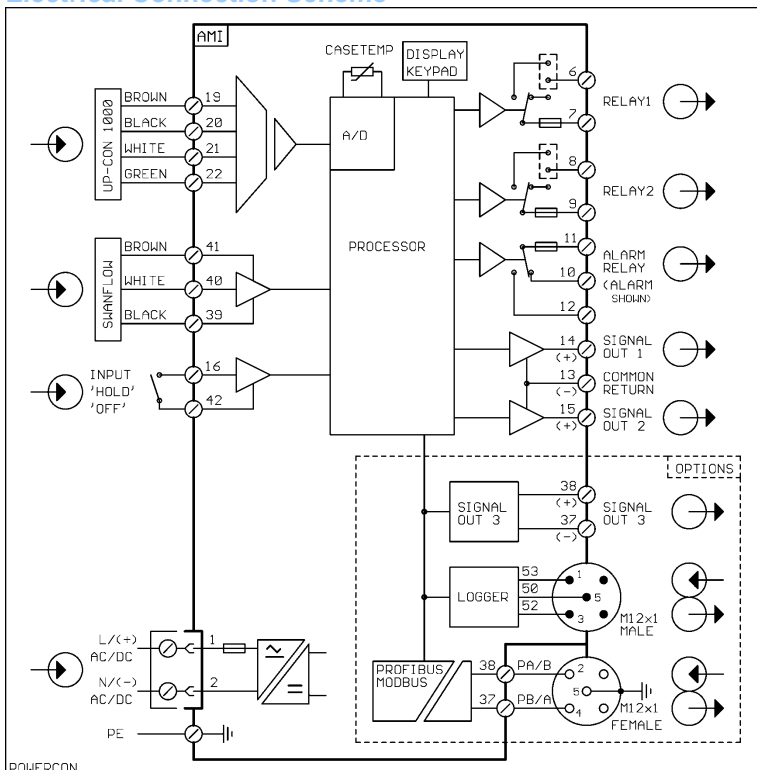 Electrical Connection Scheme
AMI
CASETEMP
DISPLAY
KEYPAD
A/D
PROCESSOR
UP-CON 1000
BROWN 19
BLACK 20
WHITE 21
GREEN 22
SWANFLOW
BROWN 41
WHITE 40
BLACK 39
INPUT
'HOLD'
'OFF'
16
42
6
7
RELAY1
8
9
RELAY2
11
10
12
ALARM
RELAY
(ALARM
SHOWN)
14
(+)
SIGNAL
OUT 1
13
(-)
COMMON
RETURN
15
(+)
SIGNAL
OUT 2
OPTIONS
SIGNAL
OUT 3
38
(+)
37
(-)
SIGNAL
OUT 3
LOGGER
53
50
52
1
5
3
M12x1
MALE
PROFIBUS
MODBUS
38 PA/B
37 PB/A
2
5
4
M12x1
FEMALE
L/(+)
AC/DC
1
N/(-)
AC/DC
2
PE
POWERCON